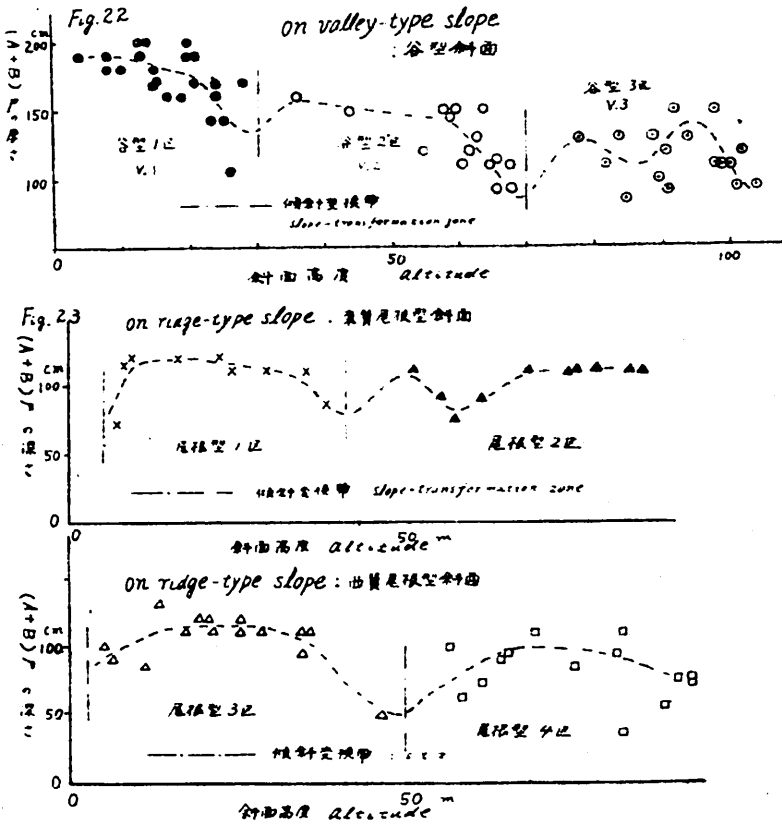 Fig. 22
on valley-type slope
: 谷型斜面
(A+B)
cm
200
150
100
谷型 1区
V.1
谷型 2区
V.2
谷型 3区
V.3
傾斜変換帯
slope-transformation zone
0
50
100
斜面高度 altitude
Fig. 23
on ridge-type slope
尾根型斜面
(A+B)
cm
100
50
0
尾根型 1区
尾根型 2区
傾斜変換帯 slope-transformation zone
0
50 m
斜面高度 altitude
on ridge-type slope :
尾根型斜面
(A+B)
cm
100
50
0
尾根型 3区
尾根型 4区
傾斜変換帯
0
50 m
斜面高度 altitude